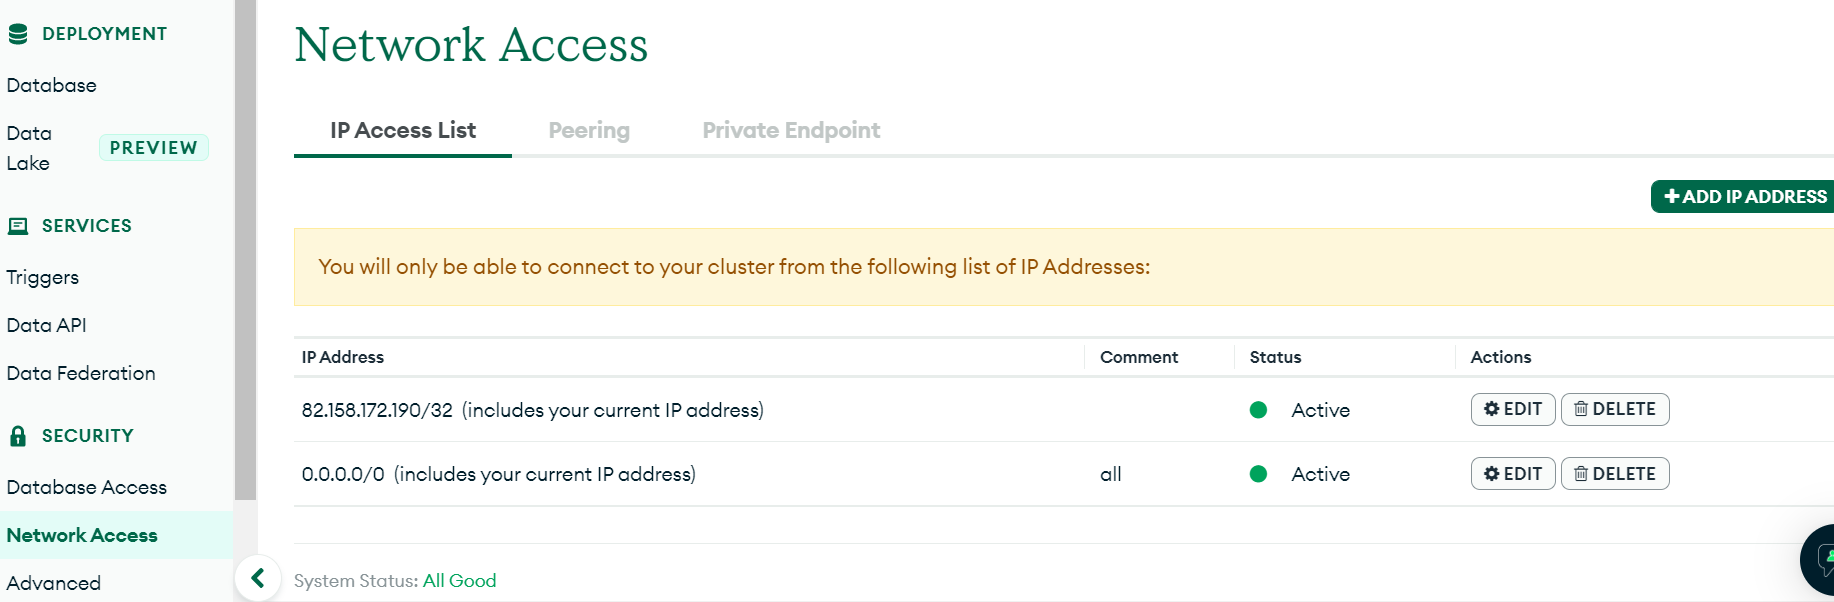 DEPLOYMENT
Database
Data
Lake
PREVIEW
SERVICES
Triggers
Data API
Data Federation
SECURITY
Database Access
Network Access
Advanced
Network Access
IP Access List
Peering
Private Endpoint
+ADD IP ADDRESS
You will only be able to connect to your cluster from the following list of IP Addresses:
IP Address Comment Status Actions
82.158.172.190/32 (includes your current IP address) Active EDIT DELETE
0.0.0.0/0 (includes your current IP address) all Active EDIT DELETE
System Status: All Good